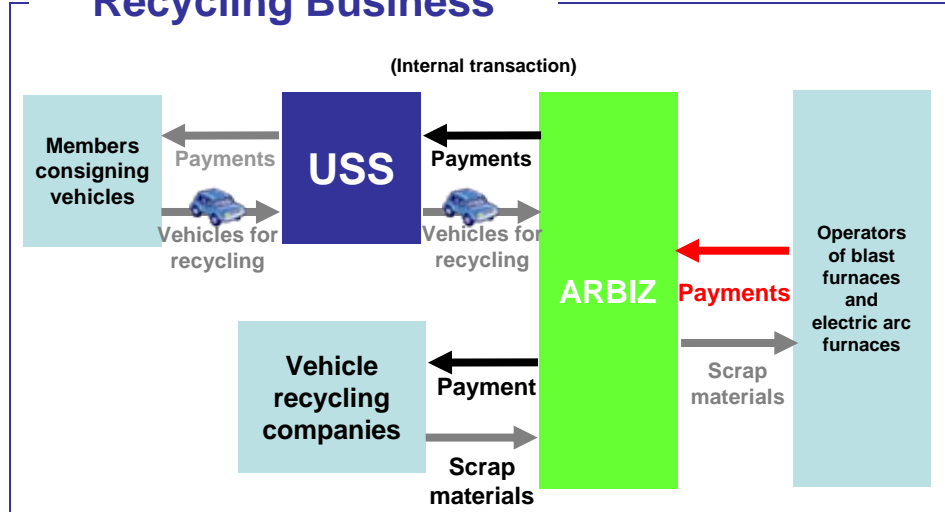 Recycling Business
(Internal transaction)
Members
consigning
vehicles
Payments
Vehicles for
recycling
USS
Payments
Vehicles for
recycling
ARBIZ
Payments
Scrap
materials
Operators
of blast
furnaces
and
electric arc
furnaces
Vehicle
recycling
companies
Payment
Scrap
materials